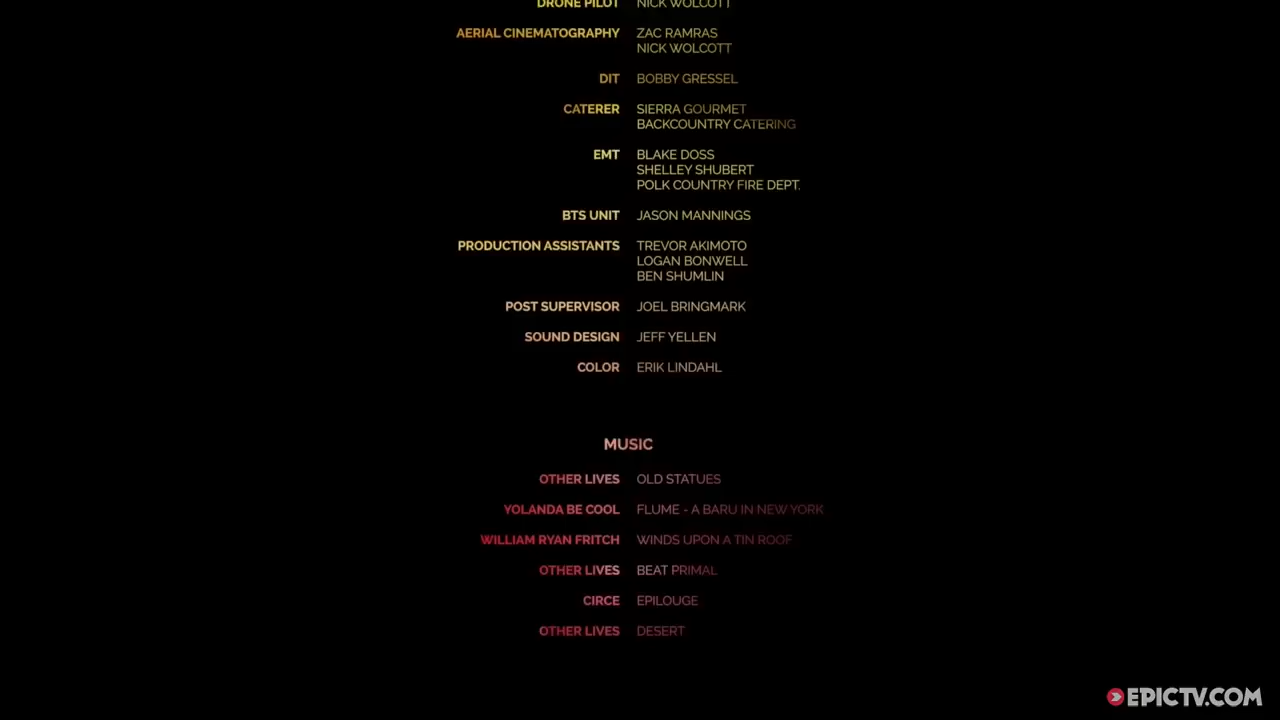 DRONE PILOT NICK WOLCOTT
AERIAL CINEMATOGRAPHY ZAC RAMRAS
NICK WOLCOTT
DIT BOBBY GRESSEL
CATERER SIERRA GOURMET
BACKCOUNTRY CATERING
EMT BLAKE DOSS
SHELLEY SHUBERT
POLK COUNTRY FIRE DEPT.
BTS UNIT JASON MANNINGS
PRODUCTION ASSISTANTS TREVOR AKIMOTO
LOGAN BONWELL
BEN SHUMLIN
POST SUPERVISOR JOEL BRINGMARK
SOUND DESIGN JEFF YELLEN
COLOR ERIK LINDAHL
MUSIC
OTHER LIVES OLD STATUES
YOLANDA BE COOL FLUME - A BARU IN NEW YORK
WILLIAM RYAN FRITCH WINDS UPON A TIN ROOF
OTHER LIVES BEAT PRIMAL
CIRCE EPILOUGE
OTHER LIVES DESERT
EPICTV.COM